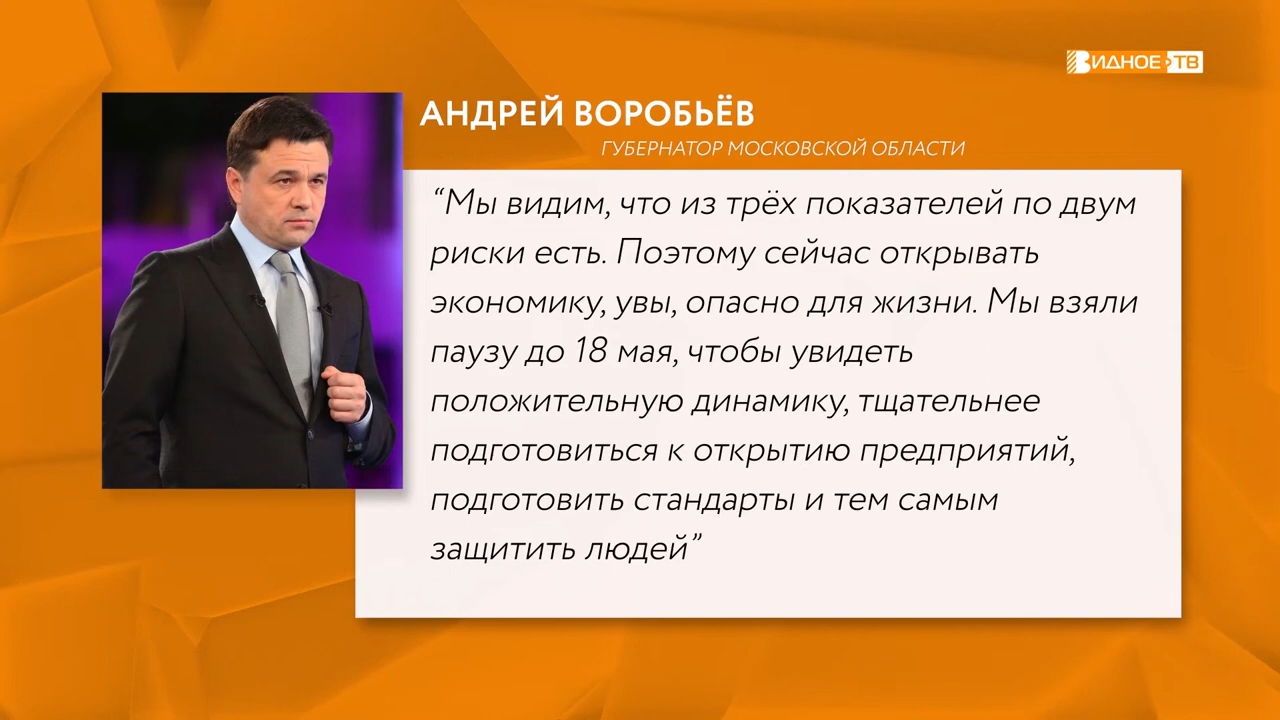 ВИДНОЕ ТВ
АНДРЕЙ ВОРОБЬЁВ
ГУБЕРНАТОР МОСКОВСКОЙ ОБЛАСТИ
“Мы видим, что из трёх показателей по двум
риски есть. Поэтому сейчас открывать
экономику, увы, опасно для жизни. Мы взяли
паузу до 18 мая, чтобы увидеть
положительную динамику, тщательнее
подготовиться к открытию предприятий,
подготовить стандарты и тем самым
защитить людей”